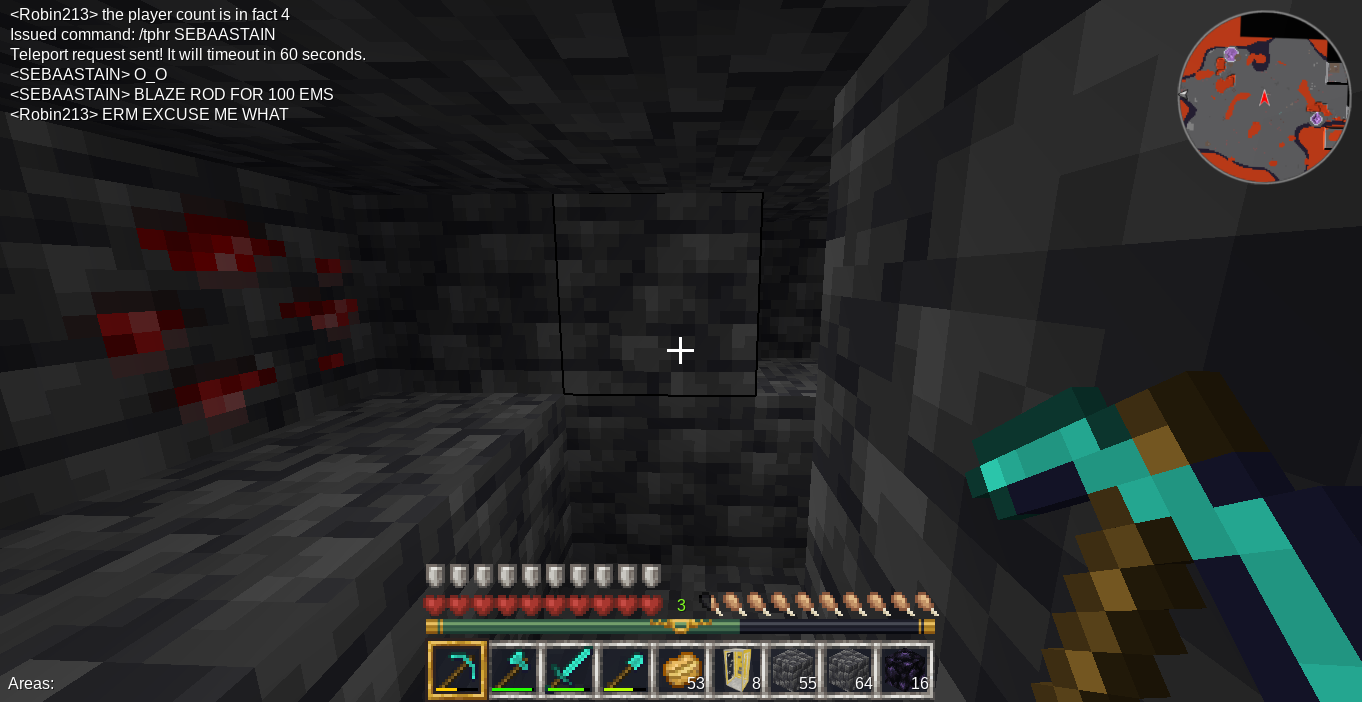 <Robin213> the player count is in fact 4
Issued command: /tphr SEBAASTAIN
Teleport request sent! It will timeout in 60 seconds.
<SEBAASTAIN> O_O
<SEBAASTAIN> BLAZE ROD FOR 100 EMS
<Robin213> ERM EXCUSE ME WHAT
3
53 8 55 64 16
Areas: